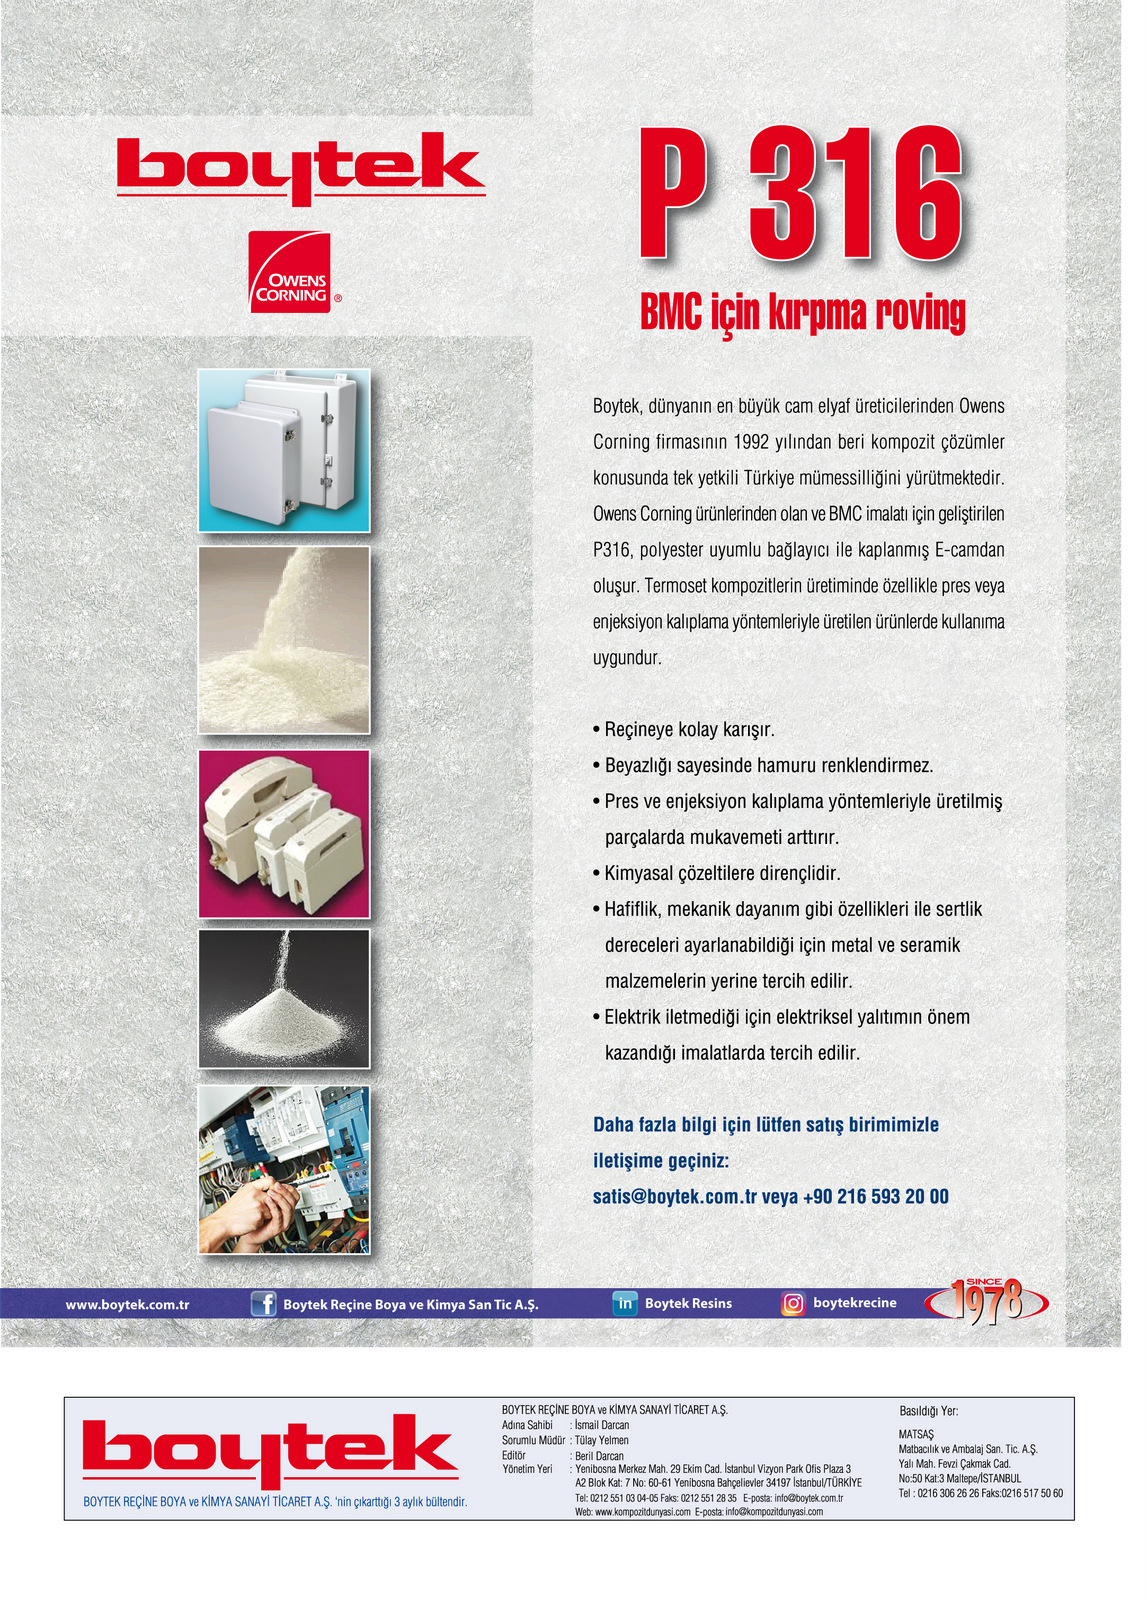 boytek
OWENS
CORNING ®
P 316
BMC için kırpma roving
Boytek, dünyanın en büyük cam elyaf üreticilerinden Owens
Corning firmasının 1992 yılından beri kompozit çözümler
konusunda tek yetkili Türkiye mümessilliğini yürütmektedir.
Owens Corning ürünlerinden olan ve BMC imalatı için geliştirilen
P316, polyester uyumlu bağlayıcı ile kaplanmış E-camdan
oluşur. Termoset kompozitlerin üretiminde özellikle pres veya
enjeksiyon kalıplama yöntemleriyle üretilen ürünlerde kullanıma
uygundur.
• Reçineye kolay karışır.
• Beyazlığı sayesinde hamuru renklendirmez.
• Pres ve enjeksiyon kalıplama yöntemleriyle üretilmiş
parçalarda mukavemeti arttırır.
• Kimyasal çözeltilere dirençlidir.
• Hafiflik, mekanik dayanım gibi özellikleri ile sertlik
dereceleri ayarlanabildiği için metal ve seramik
malzemelerin yerine tercih edilir.
• Elektrik iletmediği için elektriksel yalıtımın önem
kazandığı imalatlarda tercih edilir.
Daha fazla bilgi için lütfen satış birimimizle
iletişime geçiniz:
satis@boytek.com.tr veya +90 216 593 20 00
www.boytek.com.tr
Boytek Reçine Boya ve Kimya San Tic A.Ş.
Boytek Resins
boytekrecine
SINCE
1978
boytek
BOYTEK REÇİNE BOYA ve KİMYA SANAYİ TİCARET A.Ş. 'nin çıkarttığı 3 aylık bültendir.
BOYTEK REÇİNE BOYA ve KİMYA SANAYİ TİCARET A.Ş.
Adına Sahibi : İsmail Darcan
Sorumlu Müdür : Tülay Yelmen
Editör : Beril Darcan
Yönetim Yeri : Yenibosna Merkez Mah. 29 Ekim Cad. İstanbul Vizyon Park Ofis Plaza 3
A2 Blok Kat: 7 No: 60-61 Yenibosna Bahçelievler 34197 İstanbul/TÜRKİYE
Tel: 0212 551 03 04-05 Faks: 0212 551 28 35 E-posta: info@boytek.com.tr
Web: www.kompozitdunyasi.com E-posta: info@kompozitdunyasi.com
Basıldığı Yer:
MATSAŞ
Matbacılık ve Ambalaj San. Tic. A.Ş.
Yalı Mah. Fevzi Çakmak Cad.
No:50 Kat:3 Maltepe/İSTANBUL
Tel : 0216 306 26 26 Faks:0216 517 50 60